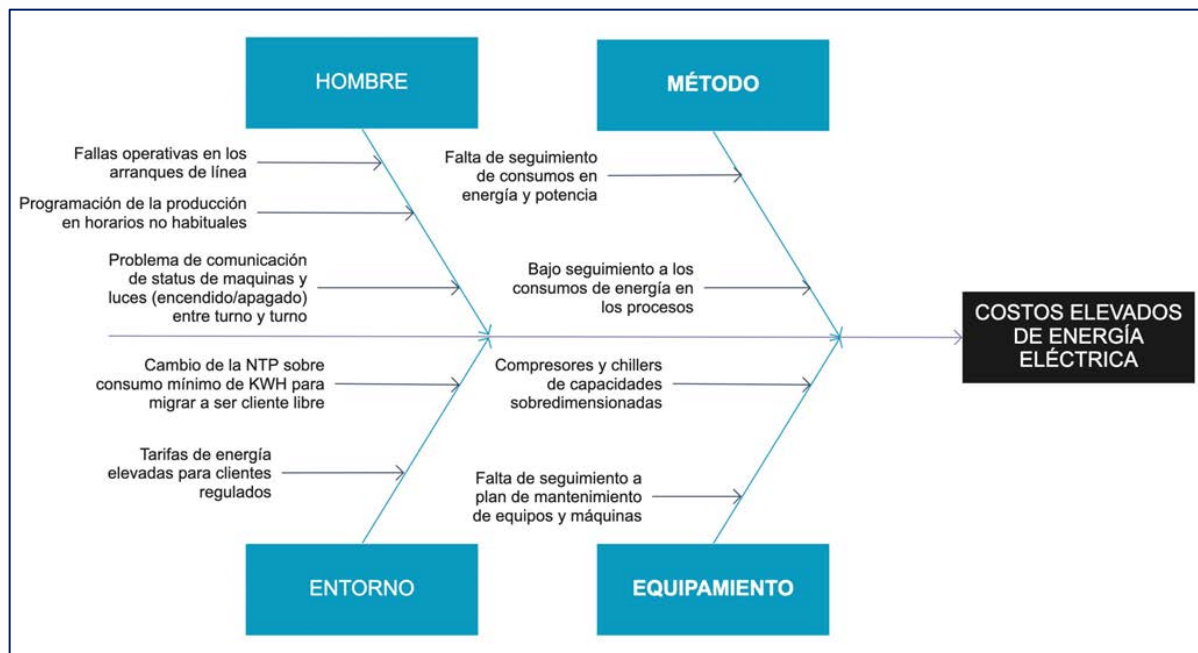 HOMBRE
MÉTODO
Fallas operativas en los
arranques de línea
Programación de la producción
en horarios no habituales
Problema de comunicación
de status de maquinas y
luces (encendido/apagado)
entre turno y turno
Falta de seguimiento
de consumos en
energía y potencia
Bajo seguimiento a los
consumos de energía en
los procesos
COSTOS ELEVADOS
DE ENERGÍA
ELÉCTRICA
Cambio de la NTP sobre
consumo mínimo de KWH para
migrar a ser cliente libre
Tarifas de energía
elevadas para clientes
regulados
Compresores y chillers
de capacidades
sobredimensionadas
Falta de seguimiento a
plan de mantenimiento
de equipos y máquinas
ENTORNO
EQUIPAMIENTO